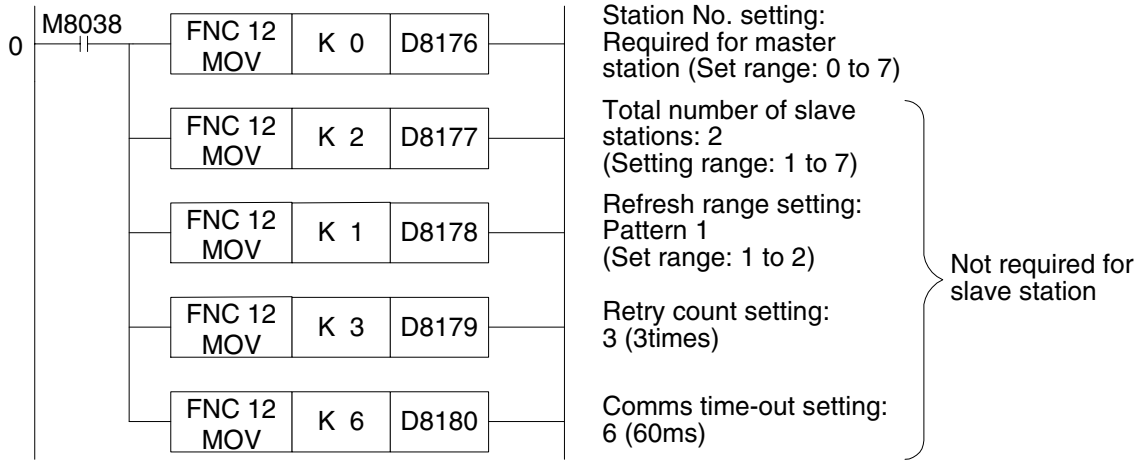 M8038
0
FNC 12
MOV
K 0
D8176
Station No. setting:
Required for master
station (Set range: 0 to 7)
FNC 12
MOV
K 2
D8177
Total number of slave
stations: 2
(Setting range: 1 to 7)
FNC 12
MOV
K 1
D8178
Refresh range setting:
Pattern 1
(Set range: 1 to 2)
FNC 12
MOV
K 3
D8179
Retry count setting:
3 (3times)
FNC 12
MOV
K 6
D8180
Comms time-out setting:
6 (60ms)
Not required for
slave station